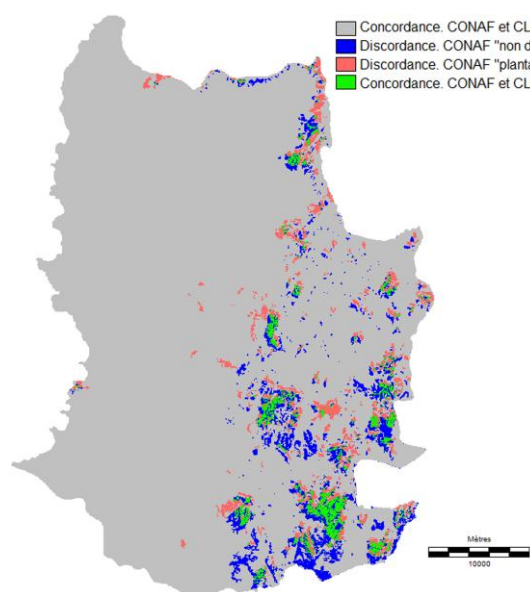 Concordance. CONAF et CL
Discordance. CONAF "non d
Discordance. CONAF "planta
Concordance. CONAF et CL
Mètres
10000